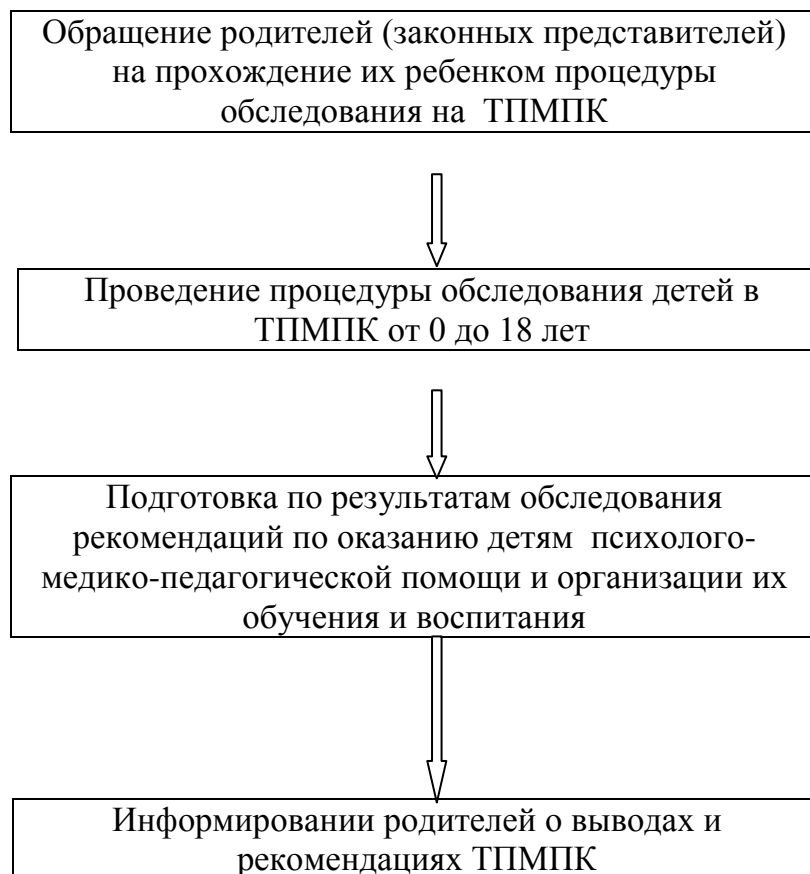 Обращение родителей (законных представителей)
на прохождение их ребенком процедуры
обследования на ТПМПК
Проведение процедуры обследования детей в
ТПМПК от 0 до 18 лет
Подготовка по результатам обследования
рекомендаций по оказанию детям психолого-
медико-педагогической помощи и организации их
обучения и воспитания
Информировании родителей о выводах и
рекомендациях ТПМПК